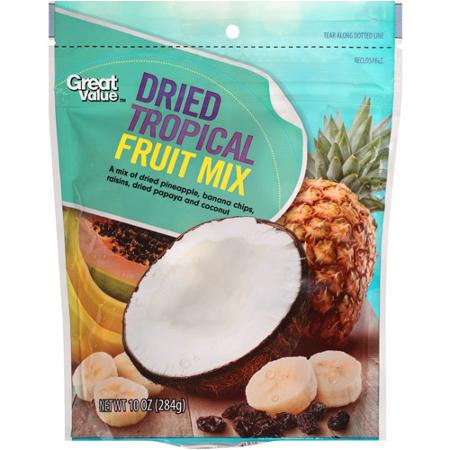 TEAR ALONG DOTTED LINE
RECLOSABLE
Great
Value™
DRIED
TROPICAL
FRUIT MIX
A mix of dried pineapple, banana chips,
raisins, dried papaya and coconut
NET WT 10 OZ (284g)